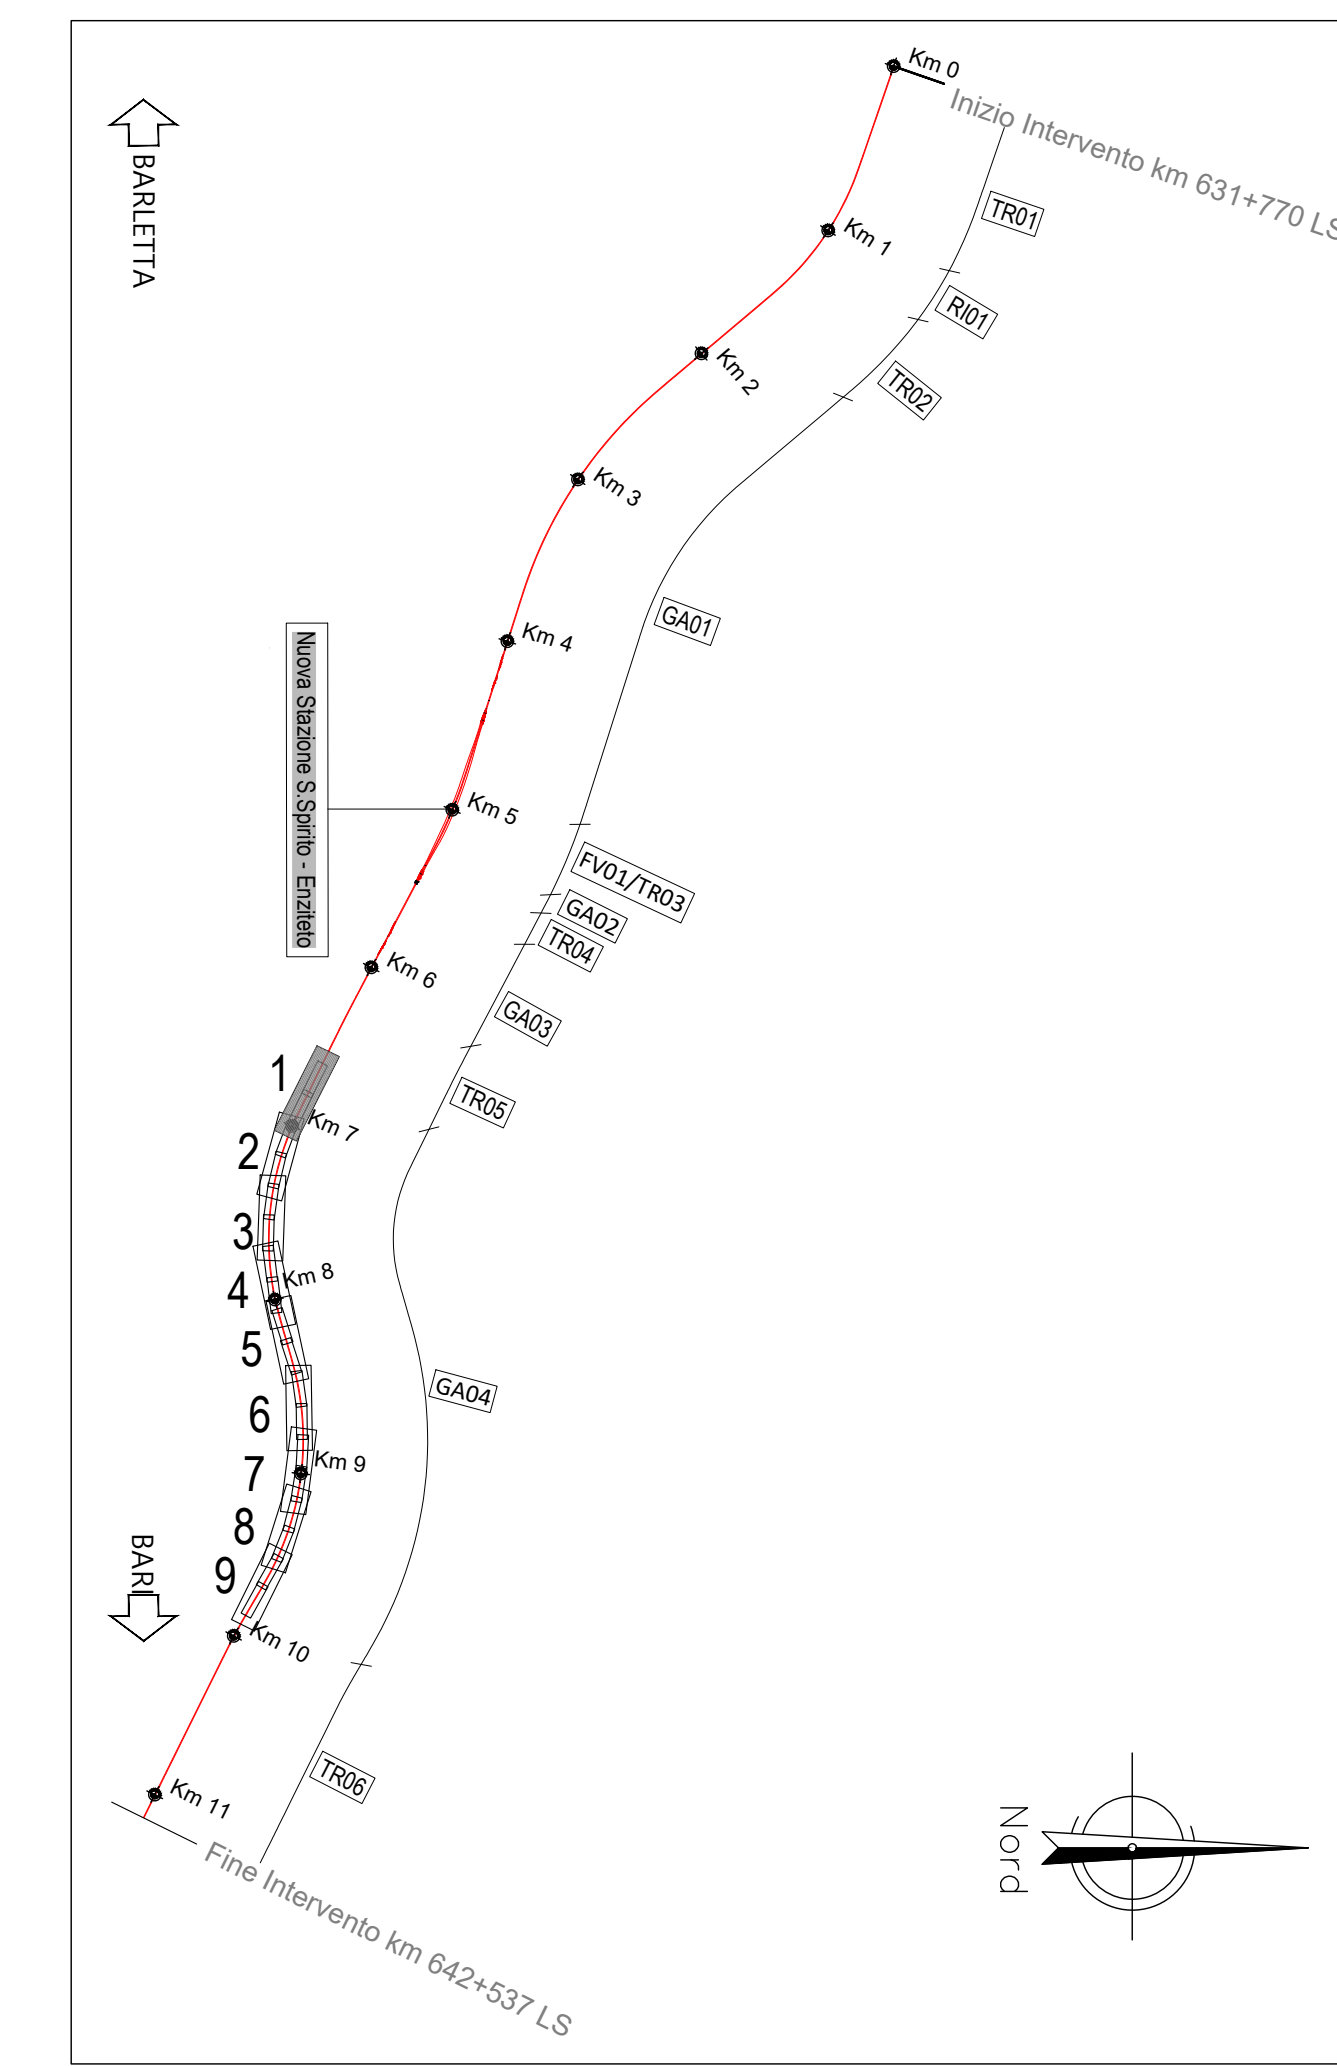 Km 0
Inizio Intervento km 631+770 LS
BARLETTA
TR01
Km 1
RI01
Km 2
TR02
Km 3
GA01
Km 4
Nuova Stazione S.Spirito - Enziteto
Km 5
FV01/TR03
GA02
TR04
Km 6
GA03
1
TR05
Km 7
2
3
Km 8
4
5
GA04
6
Km 9
7
8
9
BARI
Km 10
TR06
Km 11
Fine Intervento km 642+537 LS
Nord